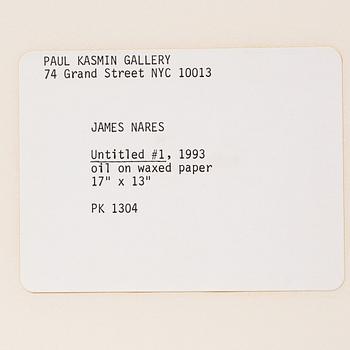 PAUL KASMIN GALLERY
74 Grand Street NYC 10013
JAMES NARES
Untitled #1, 1993
oil on waxed paper
17" x 13"
PK 1304